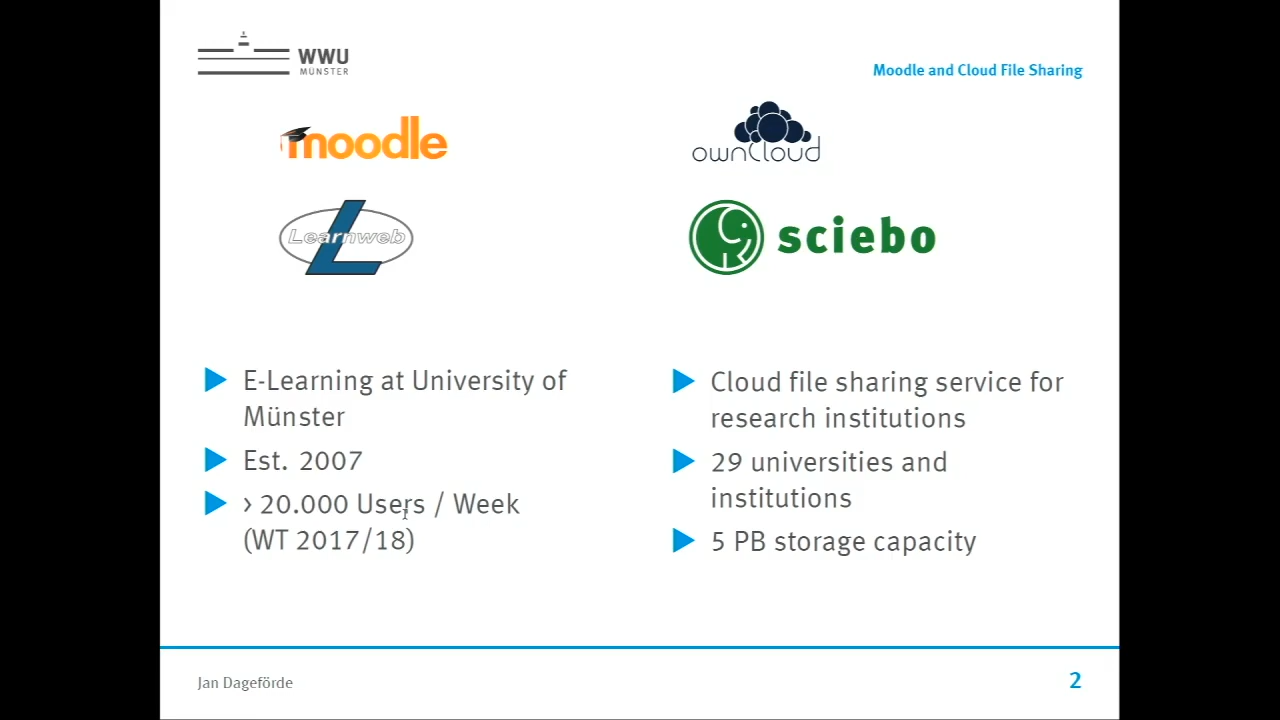 WWU
MÜNSTER
Moodle and Cloud File Sharing
moodle
ownCloud
Learnweb
sciebo
E-Learning at University of
Münster
Est. 2007
> 20.000 Users / Week
(WT 2017/18)
Cloud file sharing service for
research institutions
29 universities and
institutions
5 PB storage capacity
Jan Dageförde
2